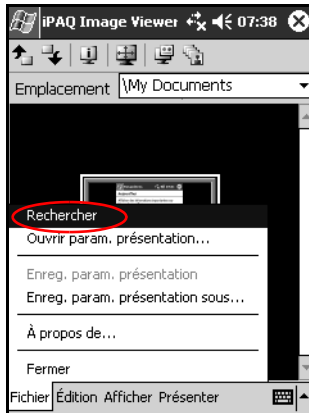 iPAQ Image Viewer 07:38
Emplacement \My Documents
Rechercher
Ouvrir param. présentation...
Enreg. param. présentation
Enreg. param. présentation sous...
À propos de...
Fermer
Fichier Édition Afficher Présenter